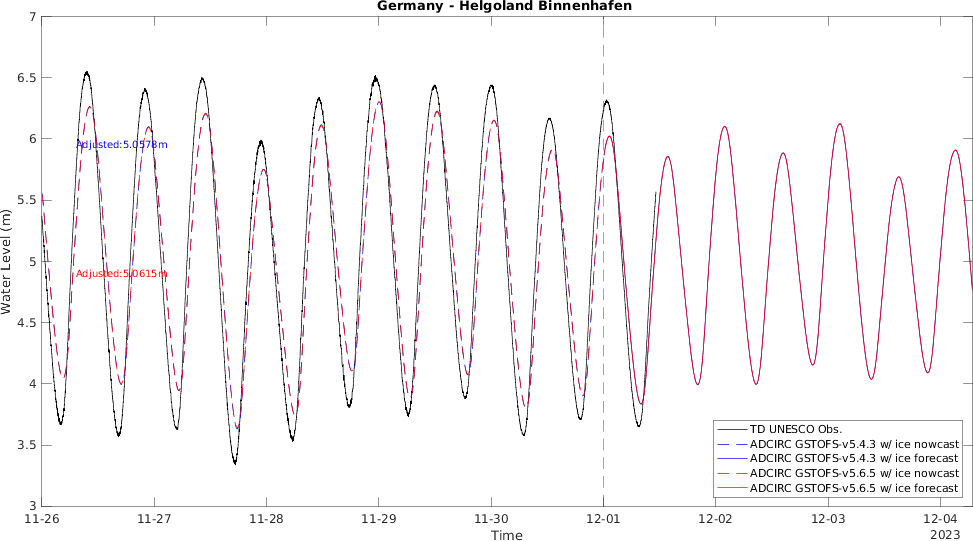 Germany - Helgoland Binnenhafen
7
6.5
6
5.5
5
4.5
4
3.5
3
Water Level (m)
Adjusted:5.0578m
Adjusted:5.0615m
TD UNESCO Obs.
ADCIRC GSTOFS-v5.4.3 w/ ice nowcast
ADCIRC GSTOFS-v5.4.3 w/ ice forecast
ADCIRC GSTOFS-v5.6.5 w/ ice nowcast
ADCIRC GSTOFS-v5.6.5 w/ ice forecast
11-26 11-27 11-28 11-29 11-30 12-01 12-02 12-03 12-04
Time
2023